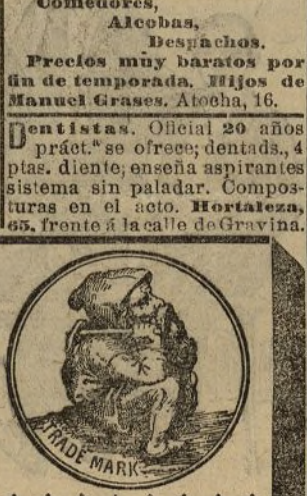 Comedores,
Alcobas,
Despachos.
Precios muy baratos por
fin de temporada. Hijos de
Manuel Grases. Atocha, 16.
Dentistas. Oficial 20 años
práct.ª se ofrece; dentads., 4
ptas. diente; enseña aspirantes
sistema sin paladar. Compos-
turas en el acto. Hortaleza,
65, frente á la calle de Gravina.
TRADE MARK